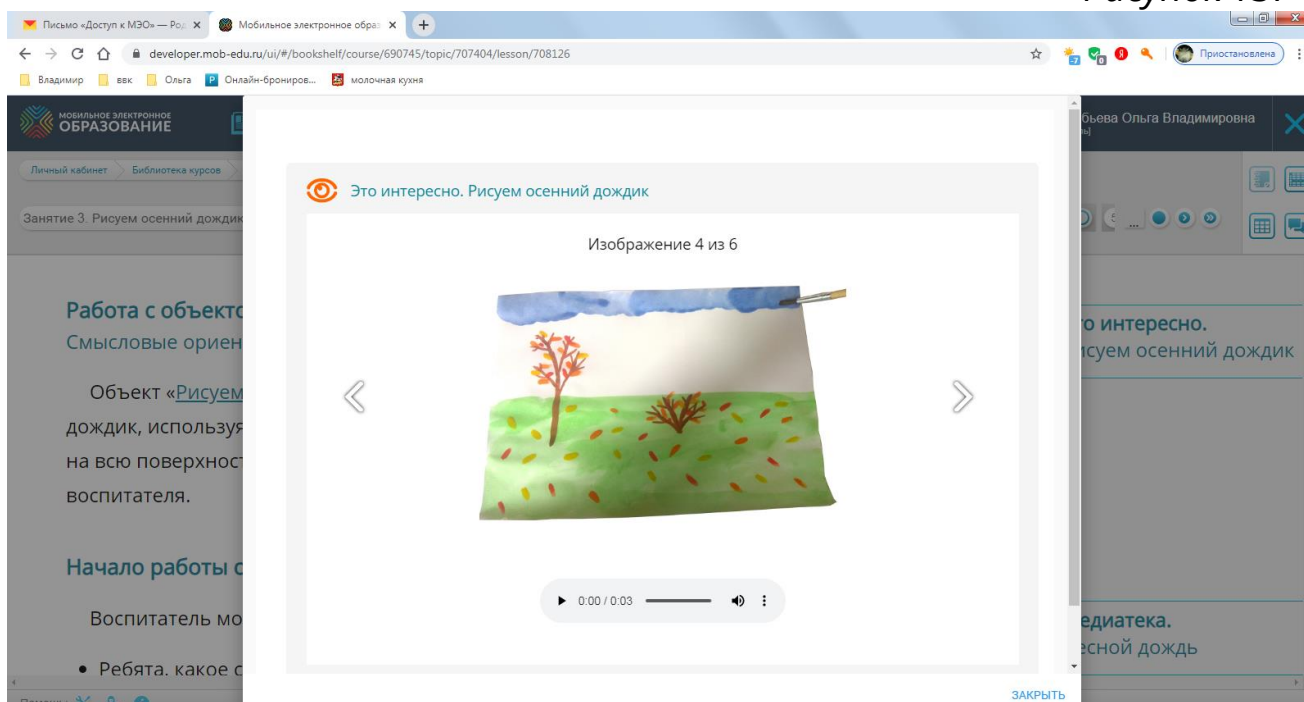 Рисунок 18.
Письмо «Доступ к МЭО» — Род
Мобильное электронное образ
developer.mob-edu.ru/ui/#/bookshelf/course/690745/topic/707404/lesson/708126
Приостановлена
Владимир
ввк
Ольга
Онлайн-брониров...
молочная кухня
МОБИЛЬНОЕ ЭЛЕКТРОННОЕ
ОБРАЗОВАНИЕ
бьева Ольга Владимировна
Личный кабинет
Библиотека курсов
Это интересно. Рисуем осенний дождик
Занятие 3. Рисуем осенний дождик
Изображение 4 из 6
Работа с объекто
Смысловые ориен
о интересно.
исуем осенний дождик
Объект «Рисуем
дождик, используя
на всю поверхност
воспитателя.
Начало работы с
0:00 / 0:03
Воспитатель мо
едиатека.
есной дождь
• Ребята, какое с
ЗАКРЫТЬ